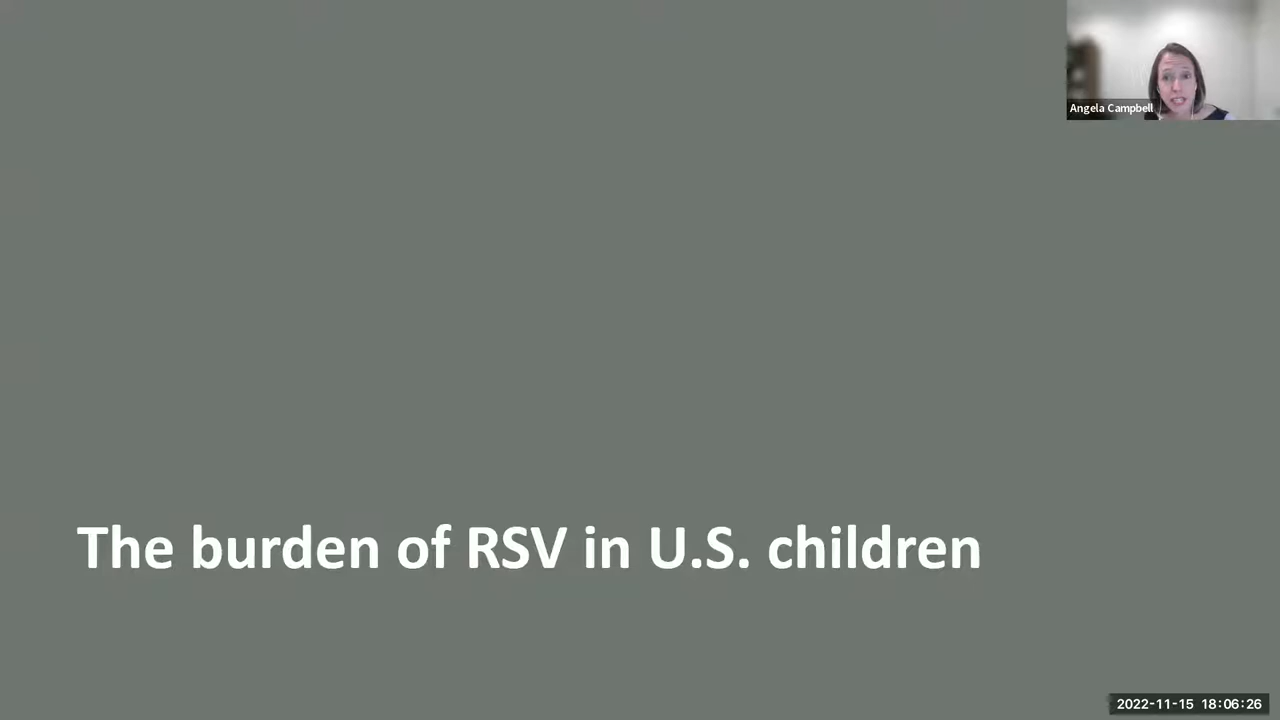 Angela Campbell
The burden of RSV in U.S. children
2022-11-15 18:06:26